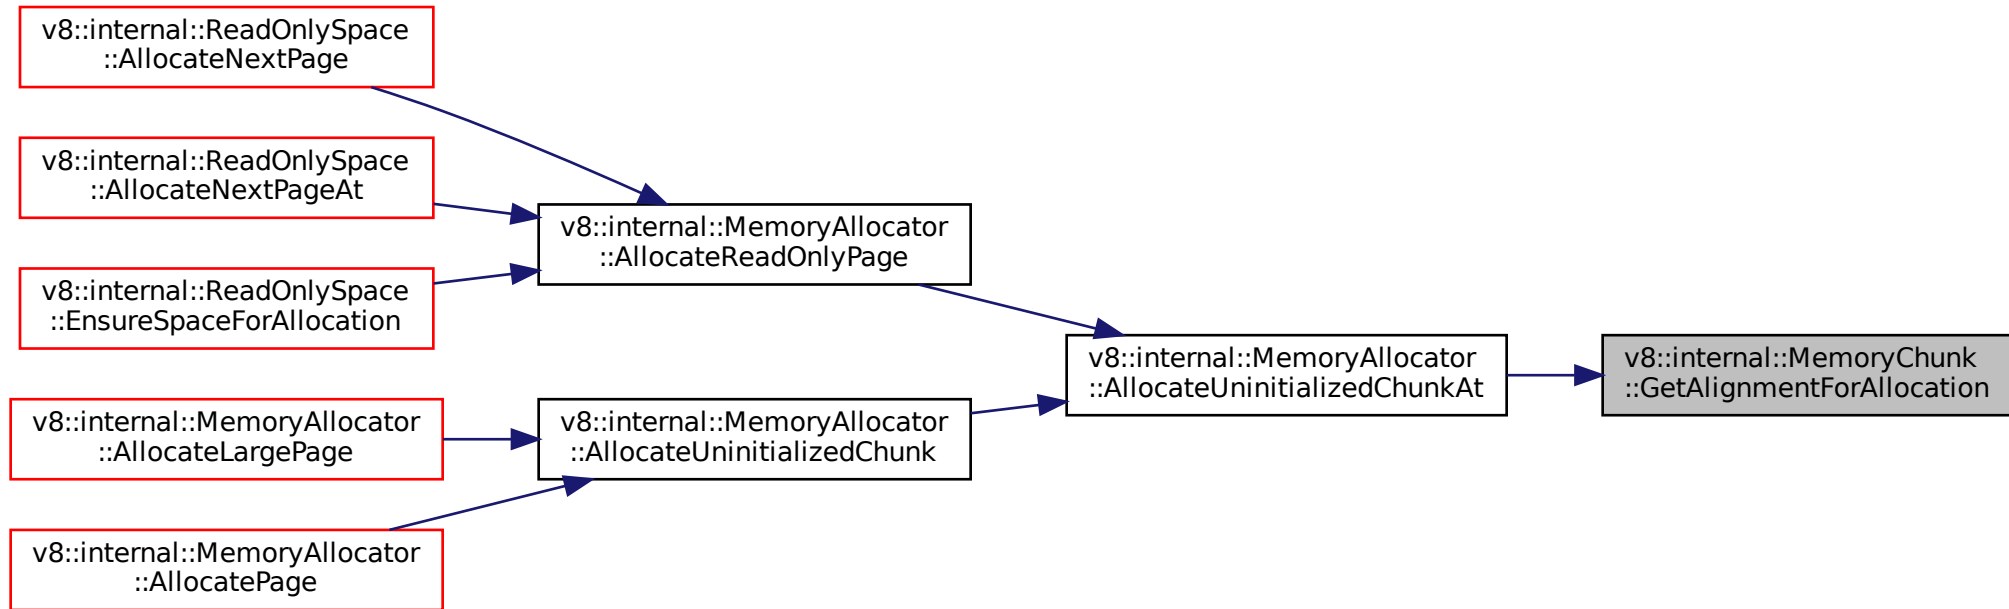 v8::internal::ReadOnlySpace
::AllocateNextPage
v8::internal::ReadOnlySpace
::AllocateNextPageAt
v8::internal::ReadOnlySpace
::EnsureSpaceForAllocation
v8::internal::MemoryAllocator
::AllocateLargePage
v8::internal::MemoryAllocator
::AllocatePage
v8::internal::MemoryAllocator
::AllocateReadOnlyPage
v8::internal::MemoryAllocator
::AllocateUninitializedChunk
v8::internal::MemoryAllocator
::AllocateUninitializedChunkAt
v8::internal::MemoryChunk
::GetAlignmentForAllocation